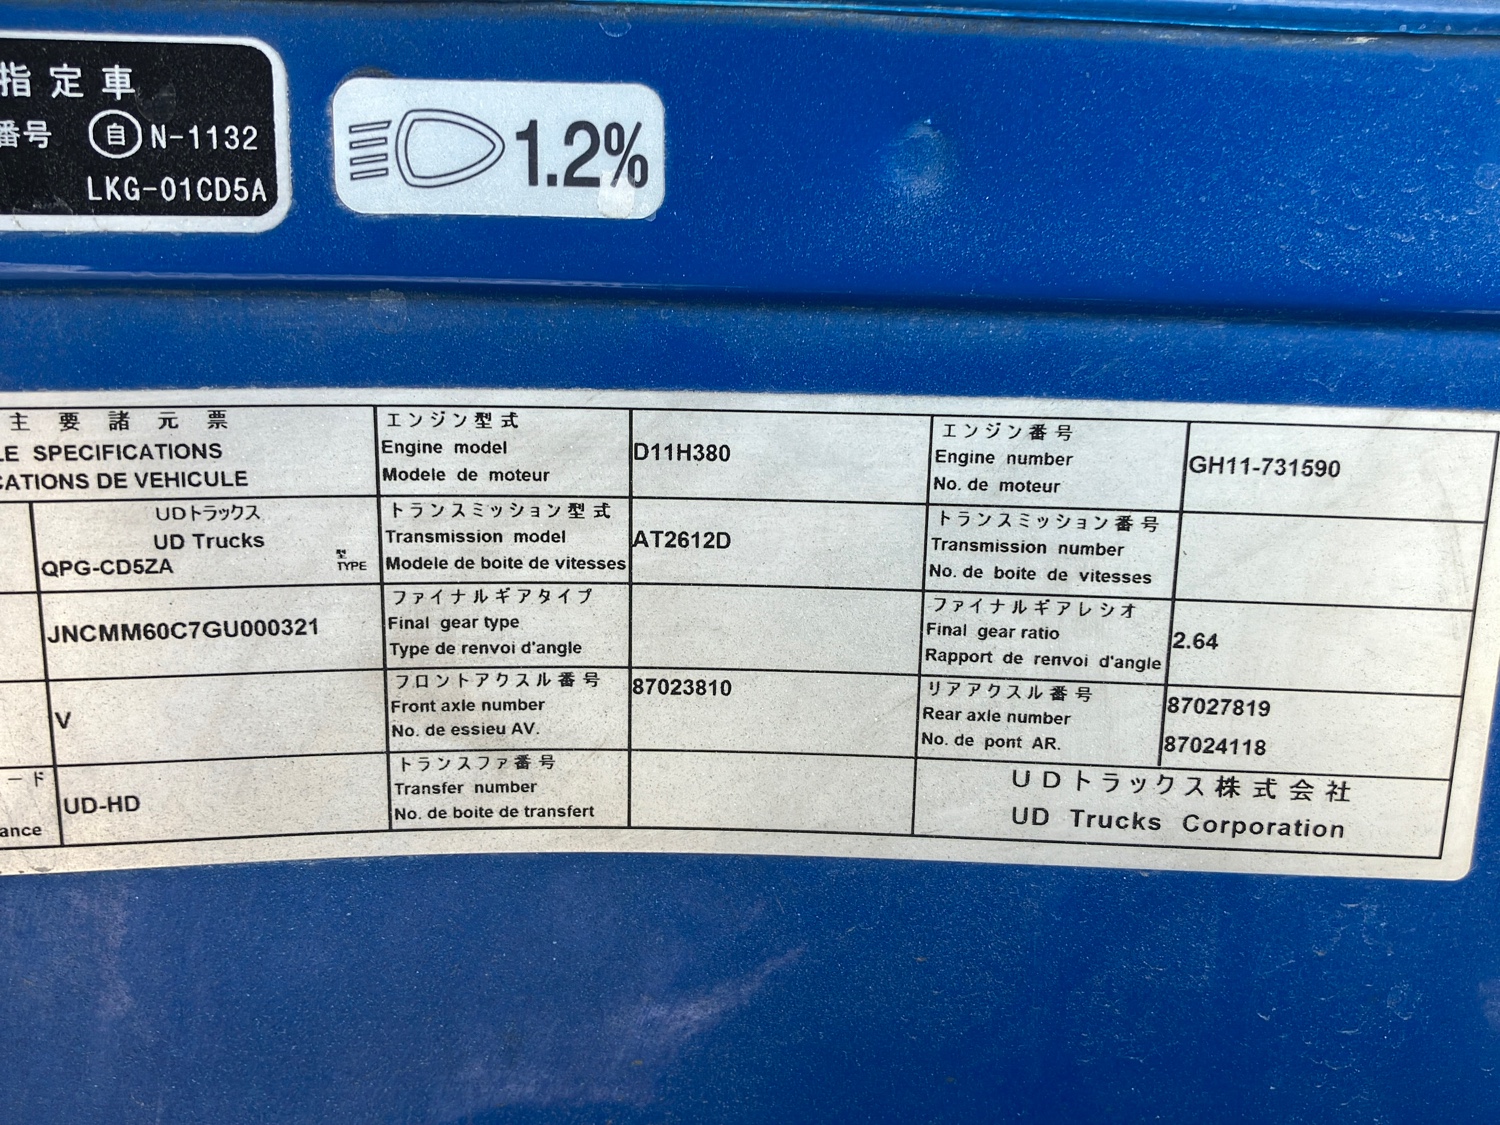 指定車
番号 自 N-1132
LKG-01CD5A
1.2%
主要諸元票
SPECIFICATIONS
DE VEHICULE
UDトラックス
UD Trucks
QPG-CD5ZA
型
TYPE
JNCMM60C7GU000321
V
ード
ance
UD-HD
エンジン型式
Engine model
Modele de moteur
D11H380
エンジン番号
Engine number
No. de moteur
GH11-731590
トランスミッション型式
Transmission model
Modele de boite de vitesses
AT2612D
トランスミッション番号
Transmission number
No. de boite de vitesses
ファイナルギアタイプ
Final gear type
Type de renvoi d'angle
ファイナルギアレシオ
Final gear ratio
Rapport de renvoi d'angle
2.64
フロントアクスル番号
Front axle number
No. de essieu AV.
87023810
リアアクスル番号
Rear axle number
No. de pont AR.
87027819
87024118
トランスファ番号
Transfer number
No. de boite de transfert
UDトラックス株式会社
UD Trucks Corporation